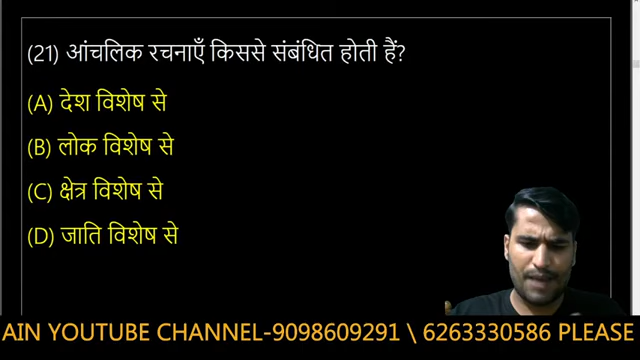 (21) आंचलिक रचनाएँ किससे संबंधित होती हैं?
(A) देश विशेष से
(B) लोक विशेष से
(C) क्षेत्र विशेष से
(D) जाति विशेष से
AIN YOUTUBE CHANNEL-9098609291 \ 6263330586 PLEASE